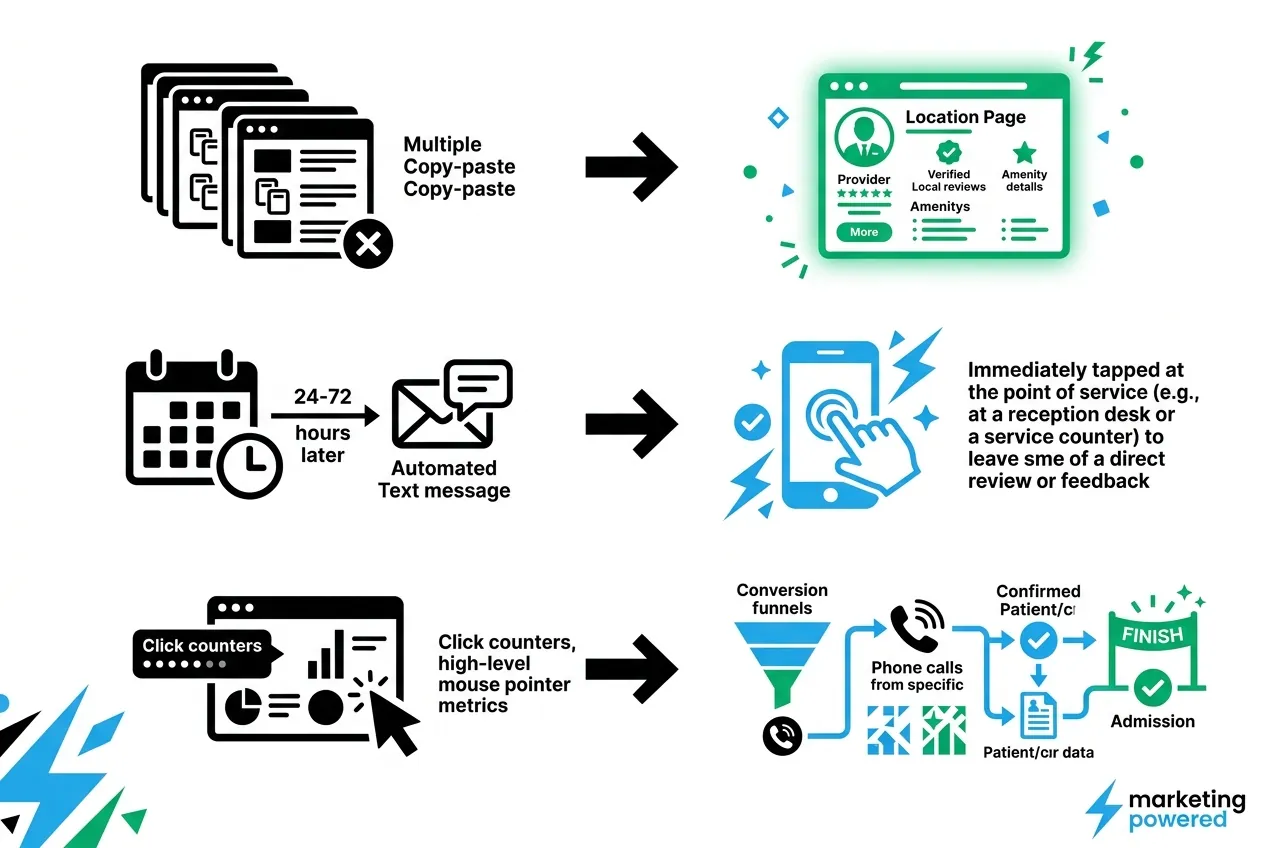 Multiple
Copy-paste
Copy-paste
Location Page
Provider
Verified
Local reviews
Amenity
details
Amenitys
More
24-72
hours
later
Automated
Text message
Immediately tapped at
the point of service (e.g.,
at a reception desk or
a service counter) to
leave sme of a direct
review or feedback
Click counters
Click counters,
high-level
mouse pointer
metrics
Conversion
funnels
Phone calls
from specific
Confirmed
FINISH
Admission
data
marketing
powered